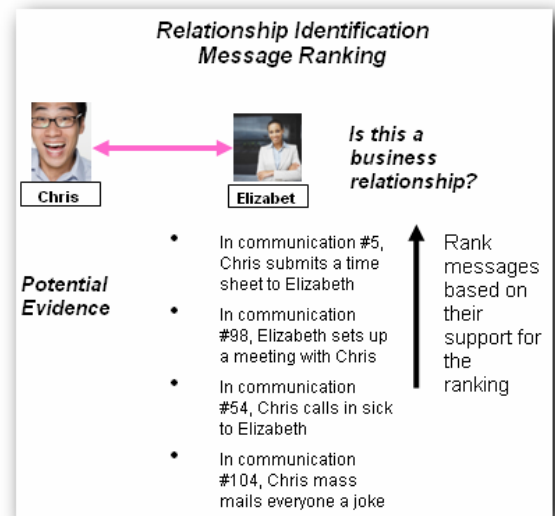 Relationship Identification
Message Ranking
Is this a
business
relationship?
Chris
Elizabet
Potential
Evidence
• In communication #5,
Chris submits a time
sheet to Elizabeth
• In communication
#98, Elizabeth sets up
a meeting with Chris
• In communication
#54, Chris calls in sick
to Elizabeth
• In communication
#104, Chris mass
mails everyone a joke
Rank
messages
based on
their
support for
the
ranking